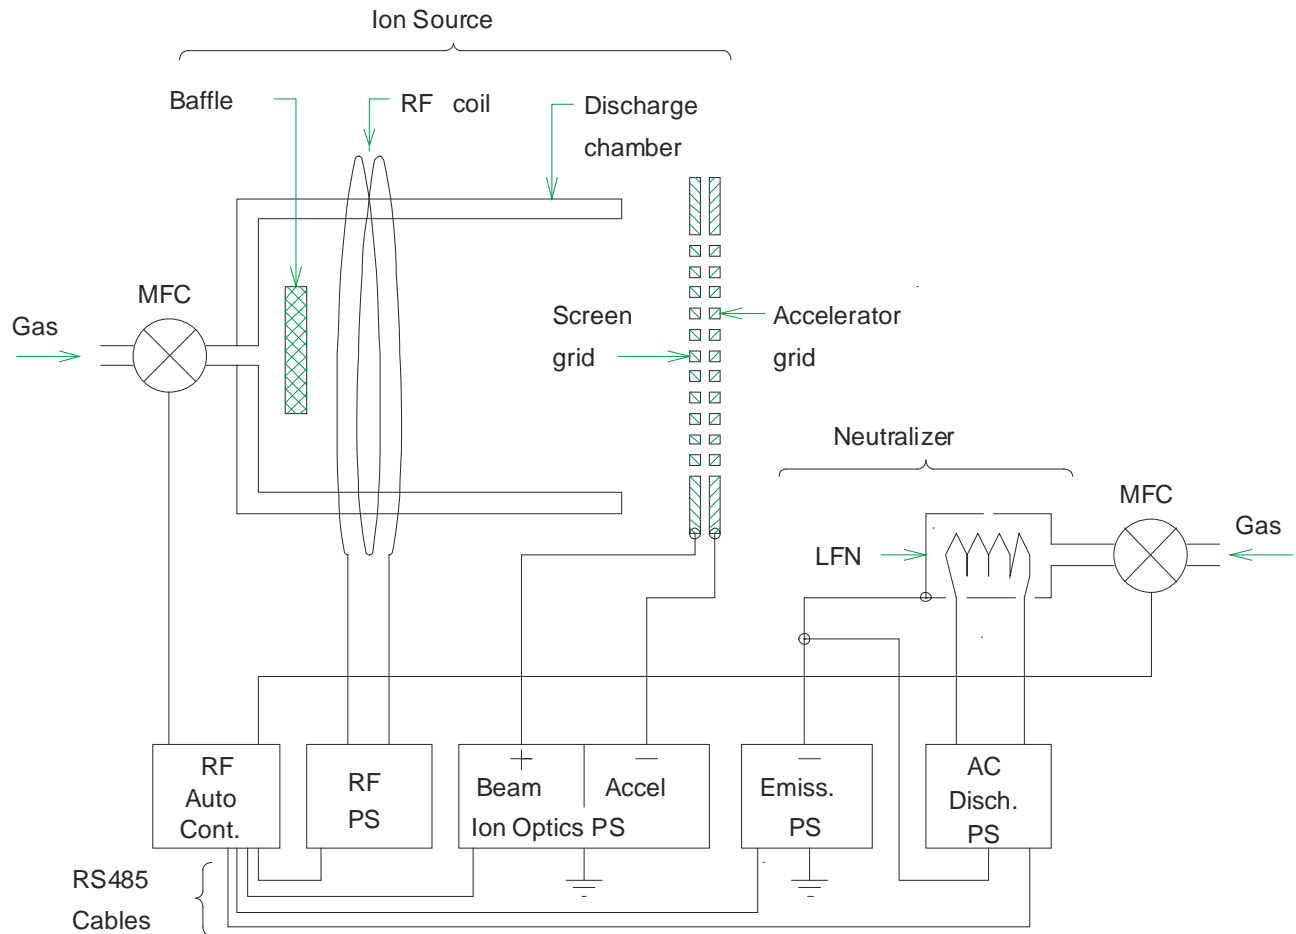 Ion Source
Baffle
RF coil
Discharge
chamber
MFC
Gas
Screen
grid
Accelerator
grid
Neutralizer
MFC
Gas
LFN
RF
Auto
Cont.
RF
PS
+
Beam
—
Accel
Ion Optics PS
—
Emiss.
PS
AC
Disch.
PS
RS485
Cables